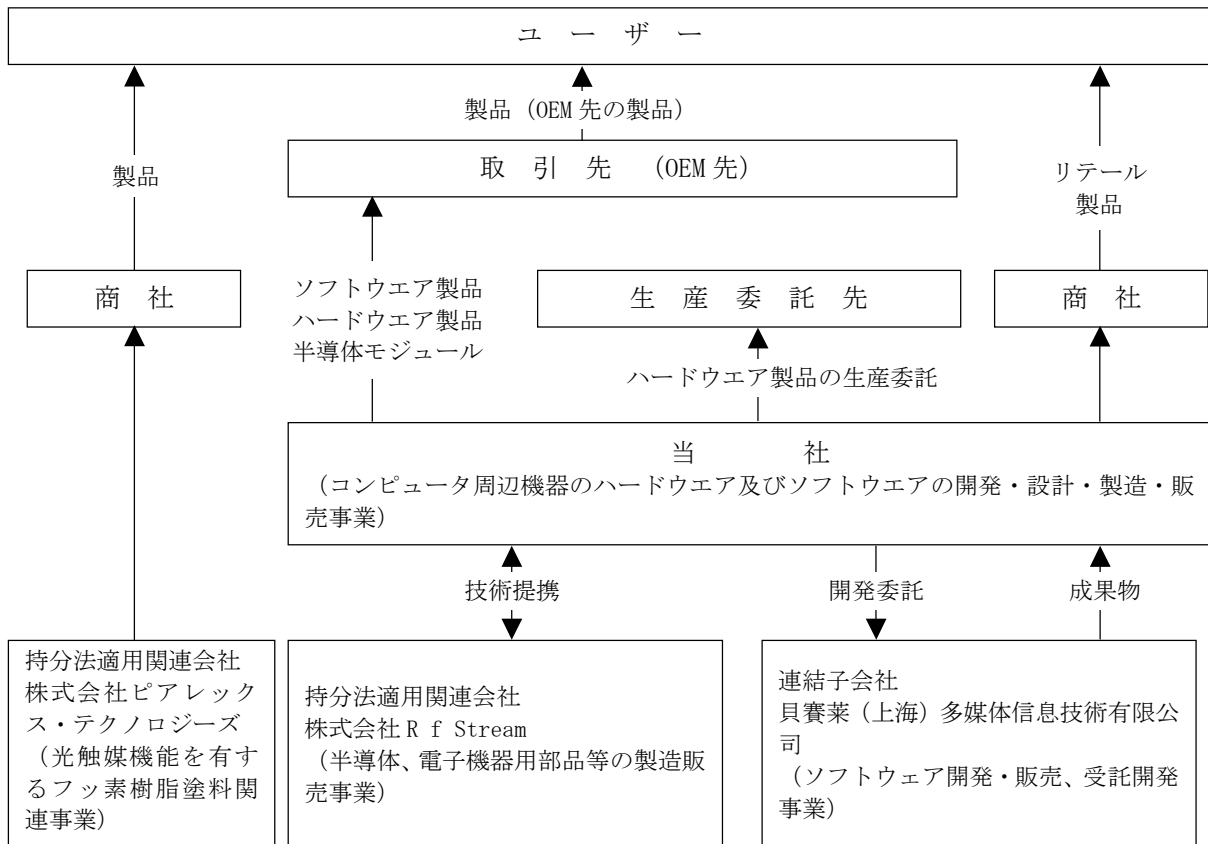 ユ ー ザ ー
製品（OEM 先の製品）
取 引 先 （OEM 先）
製品
リテール
製品
商 社
ソフトウエア製品
ハードウエア製品
半導体モジュール
生 産 委 託 先
商 社
ハードウエア製品の生産委託
当 社
（コンピュータ周辺機器のハードウエア及びソフトウエアの開発・設計・製造・販
売事業）
技術提携
開発委託
成果物
持分法適用関連会社
株式会社ピアレック
ス・テクノロジーズ
（光触媒機能を有す
るフッ素樹脂塗料関
連事業）
持分法適用関連会社
株式会社Ｒｆ Stream
（半導体、電子機器用部品等の製造販
売事業）
連結子会社
貝賽莱（上海）多媒体信息技術有限公
司
（ソフトウェア開発・販売、受託開発
事業）